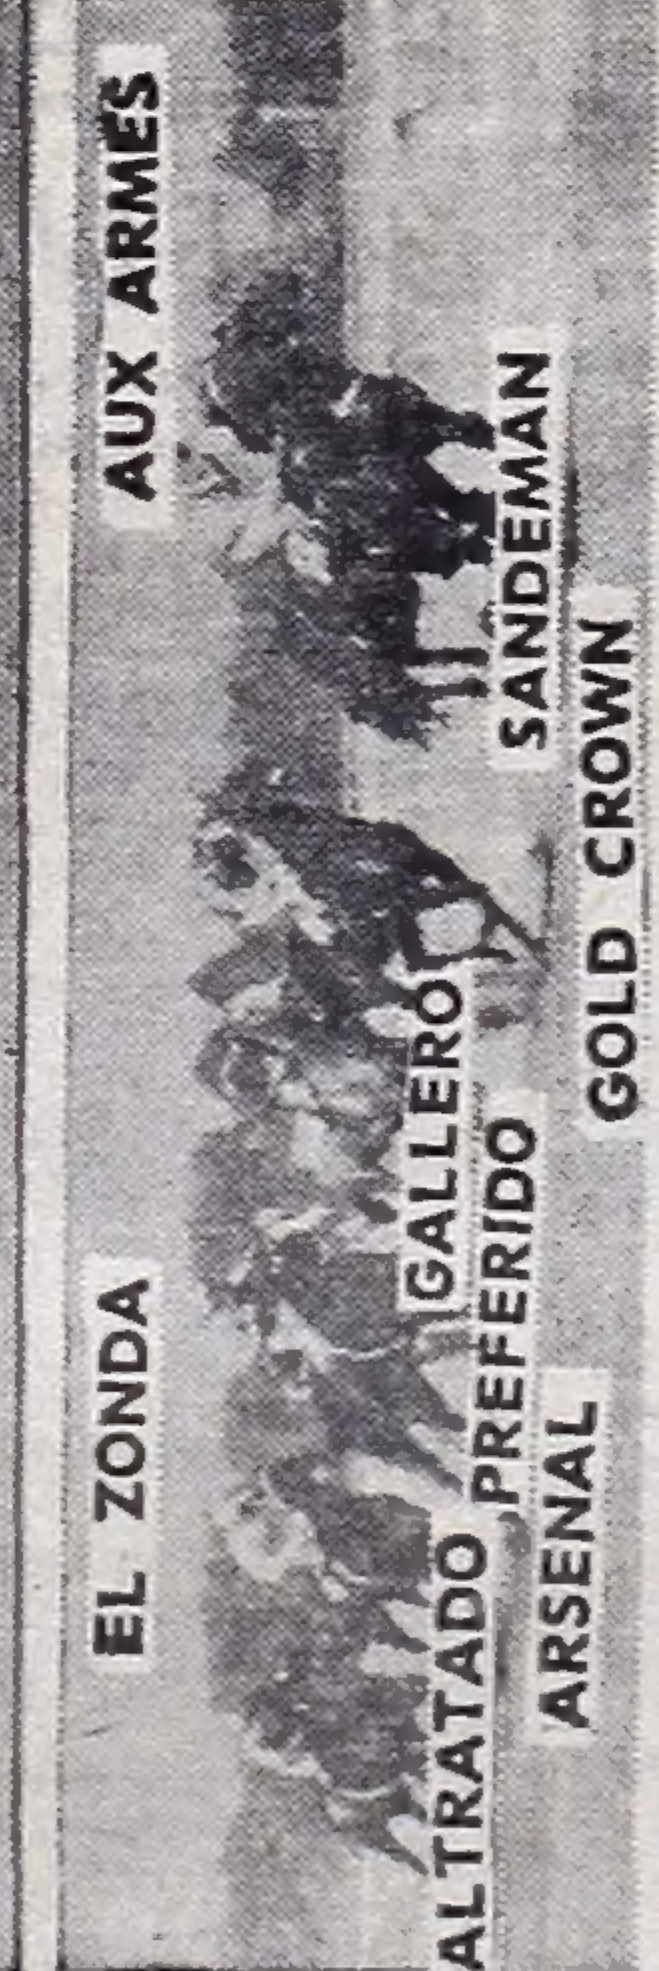 EL ZONDA
AUX ARMES
ALTRATADO
GALLERO
PREFERIDO
SANDEMAN
ARSENAL
GOLD CROWN